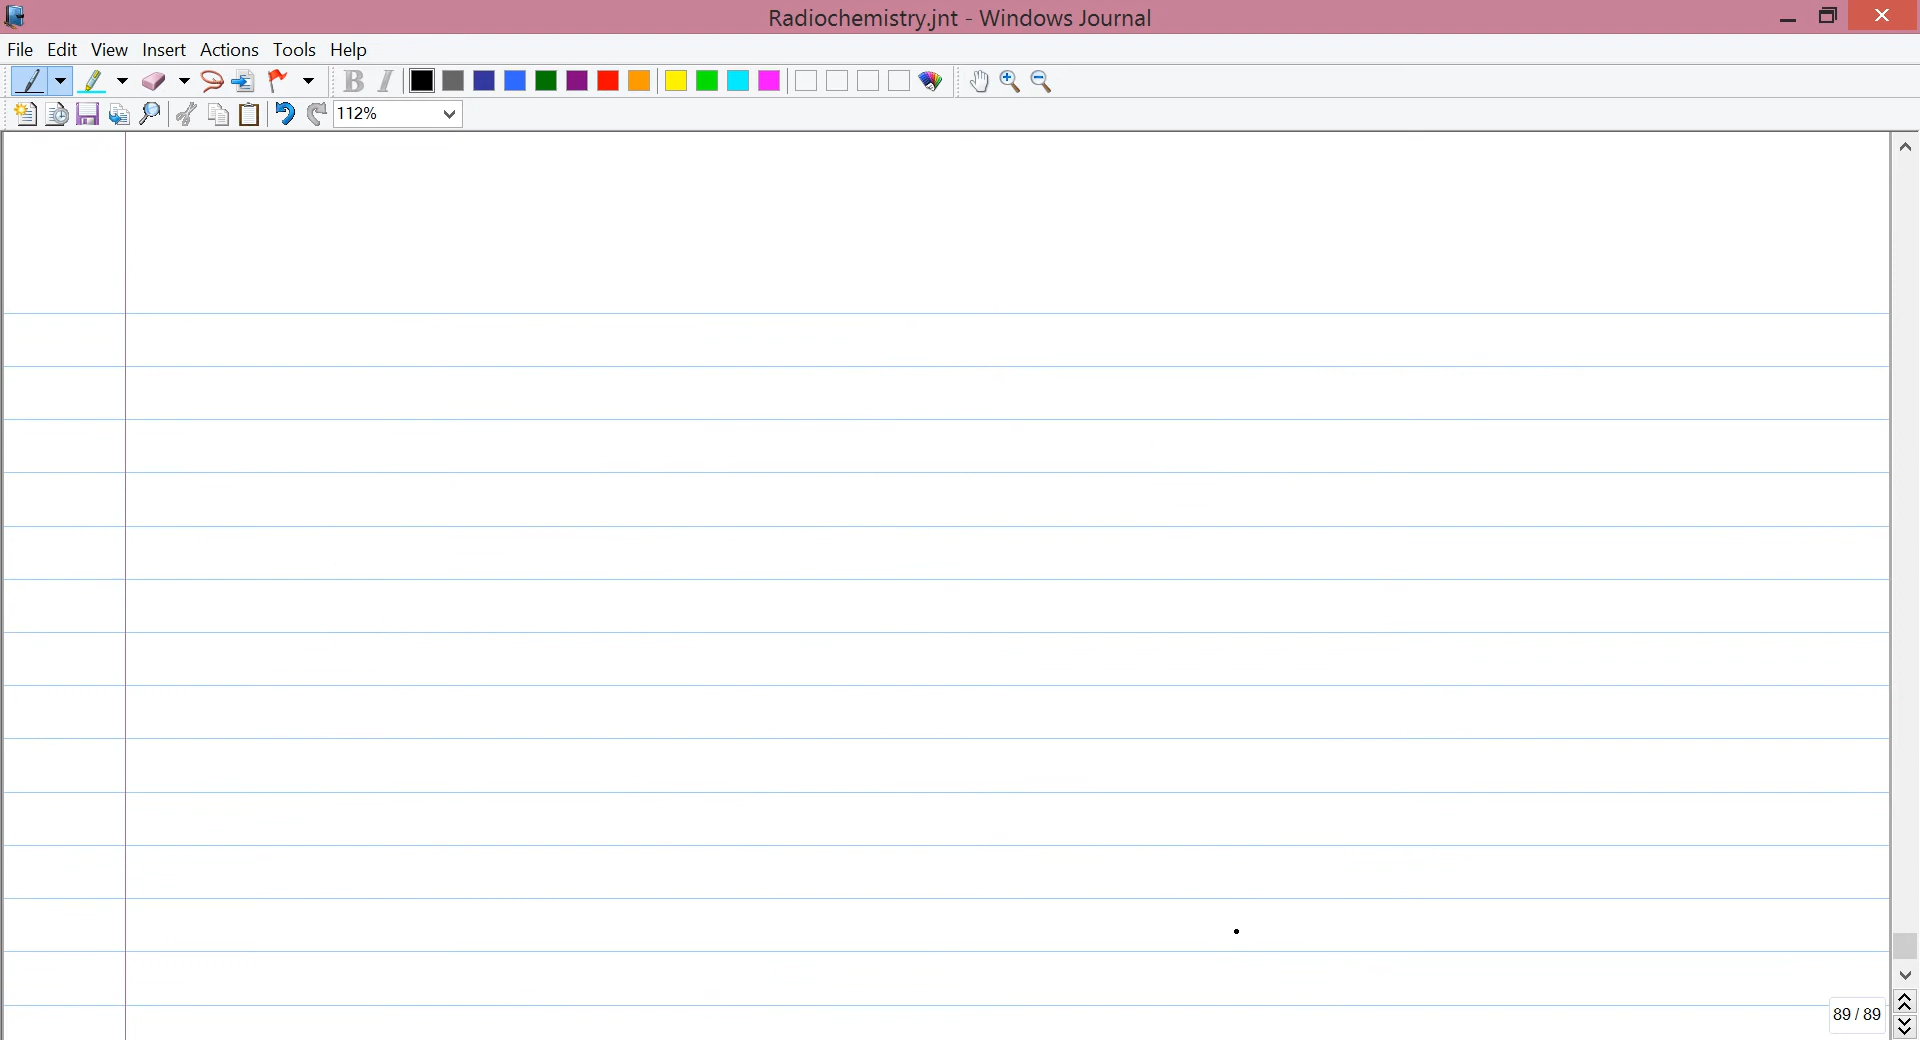 Radiochemistry.jnt - Windows Journal
File Edit View Insert Actions Tools Help
B I
112%
89 / 89